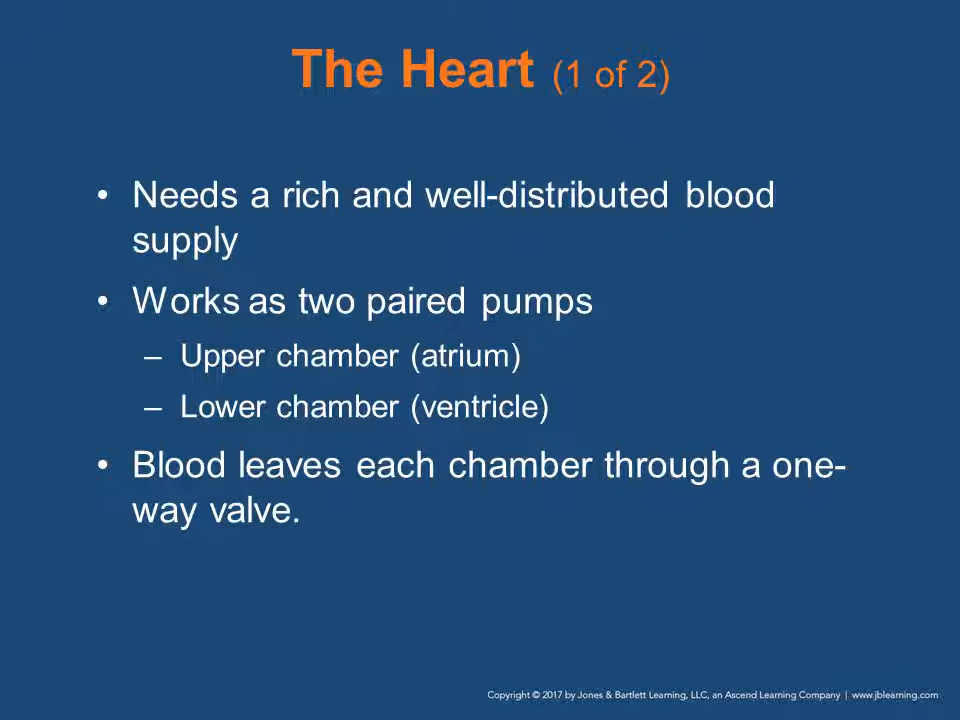 The Heart (1 of 2)
• Needs a rich and well-distributed blood
supply
• Works as two paired pumps
– Upper chamber (atrium)
– Lower chamber (ventricle)
• Blood leaves each chamber through a one-
way valve.
Copyright © 2017 by Jones & Bartlett Learning, LLC, an Ascend Learning Company | www.jblearning.com